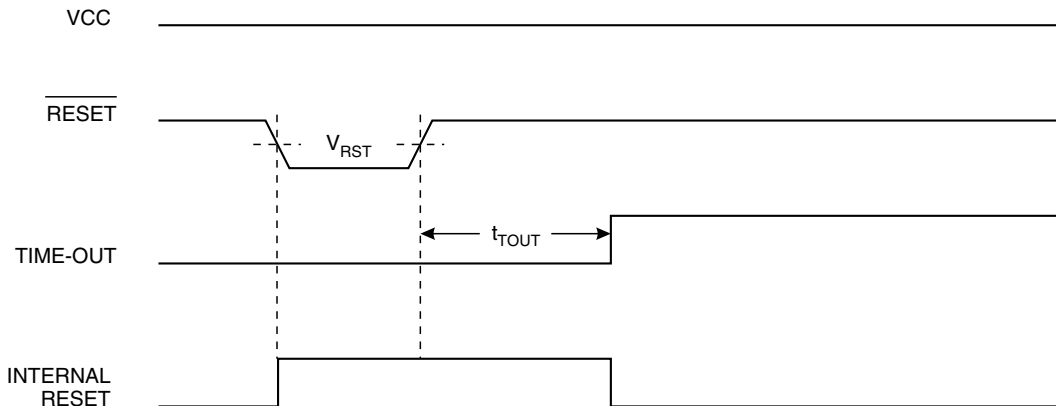 VCC
RESET
VRST
tTOUT
TIME-OUT
INTERNAL
RESET